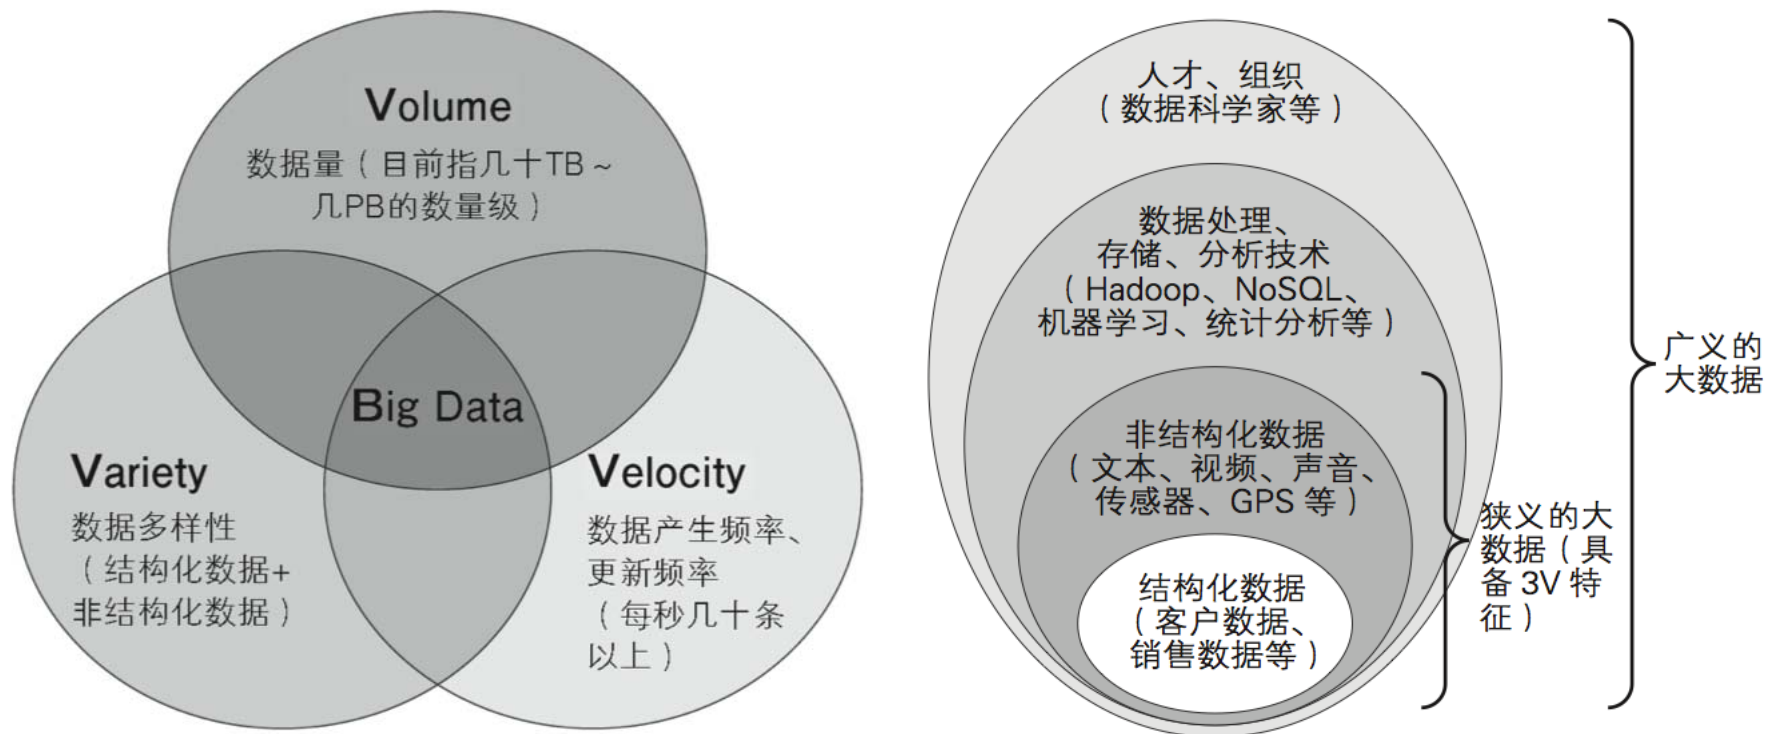 Volume
数据量（目前指几十TB～
几PB的数量级）
Big Data
Variety
数据多样性
（结构化数据+
非结构化数据）
Velocity
数据产生频率、
更新频率
（每秒几十条
以上）
人才、组织
（数据科学家等）
数据处理、
存储、分析技术
（Hadoop、NoSQL、
机器学习、统计分析等）
非结构化数据
（文本、视频、声音、
传感器、GPS 等）
结构化数据
（客户数据、
销售数据等）
狭义的大
数据（具
备 3V 特
征）
广义的
大数据